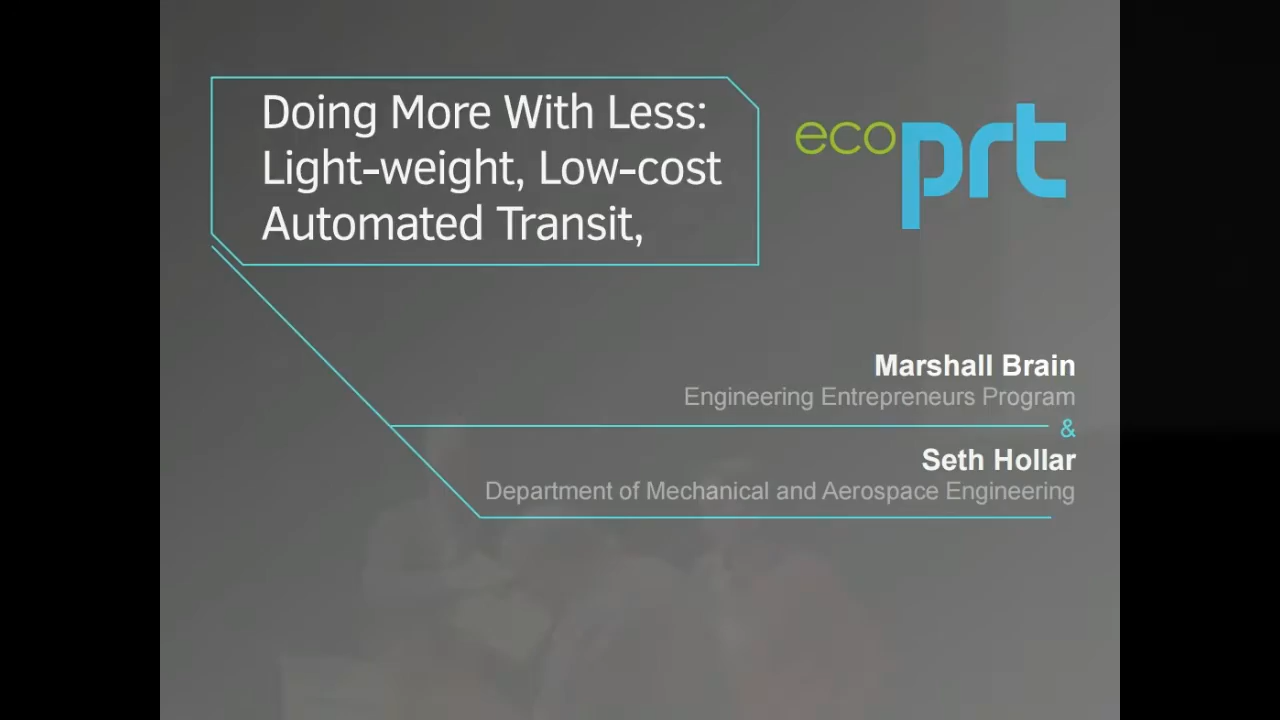 Doing More With Less:
Light-weight, Low-cost
Automated Transit,
ecoprt
Marshall Brain
Engineering Entrepreneurs Program
&
Seth Hollar
Department of Mechanical and Aerospace Engineering